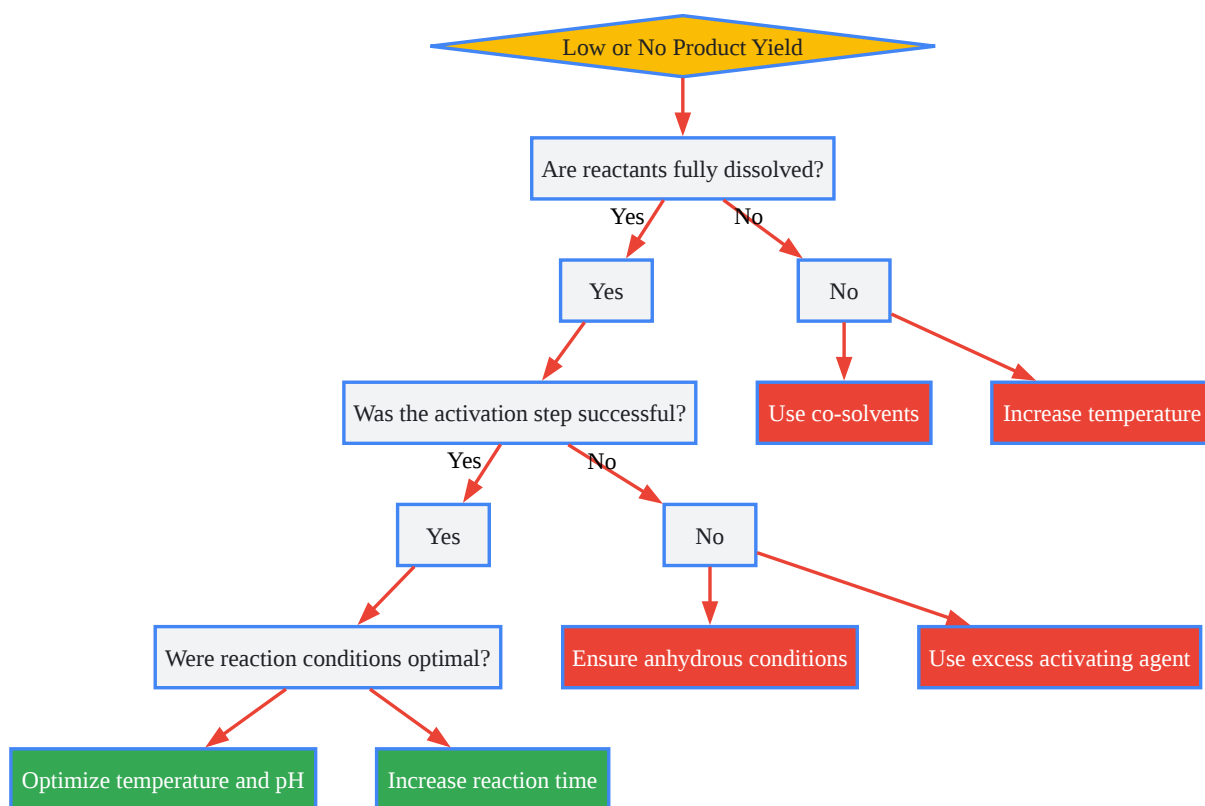 Low or No Product Yield
Are reactants fully dissolved?
Yes
No
Yes
No
Was the activation step successful?
Use co-solvents
Increase temperature
Yes
No
Yes
No
Were reaction conditions optimal?
Ensure anhydrous conditions
Use excess activating agent
Optimize temperature and pH
Increase reaction time